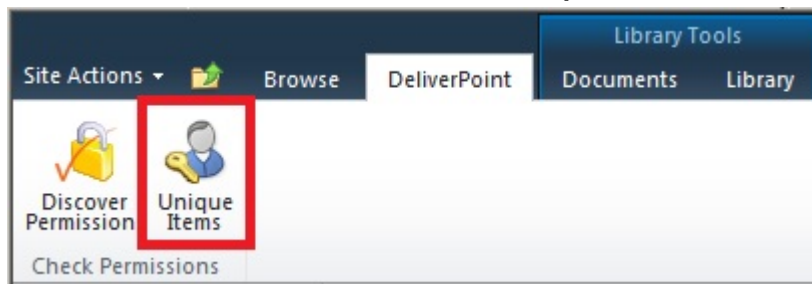 Library Tools
Site Actions Browse DeliverPoint Documents Library
Discover Permission
Unique Items
Check Permissions